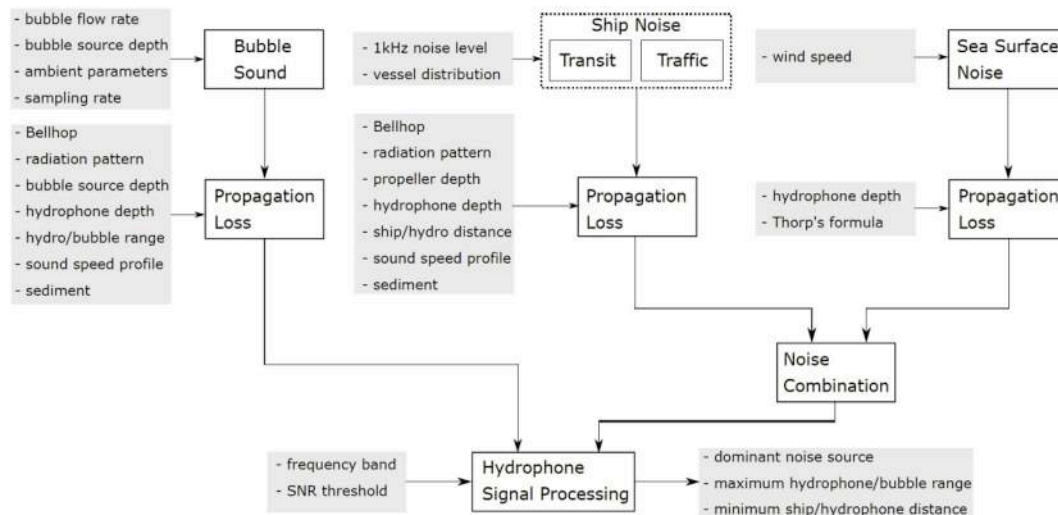 - bubble flow rate
- bubble source depth
- ambient parameters
- sampling rate
Bubble
Sound
- 1kHz noise level
- vessel distribution
Ship Noise
Transit
Traffic
- wind speed
Sea Surface
Noise
- Bellhop
- radiation pattern
- bubble source depth
- hydrophone depth
- hydro/bubble range
- sound speed profile
- sediment
Propagation
Loss
- Bellhop
- radiation pattern
- propeller depth
- hydrophone depth
- ship/hydro distance
- sound speed profile
- sediment
Propagation
Loss
- hydrophone depth
- Thorp's formula
Propagation
Loss
Noise
Combination
- frequency band
- SNR threshold
Hydrophone
Signal Processing
- dominant noise source
- maximum hydrophone/bubble range
- minimum ship/hydrophone distance